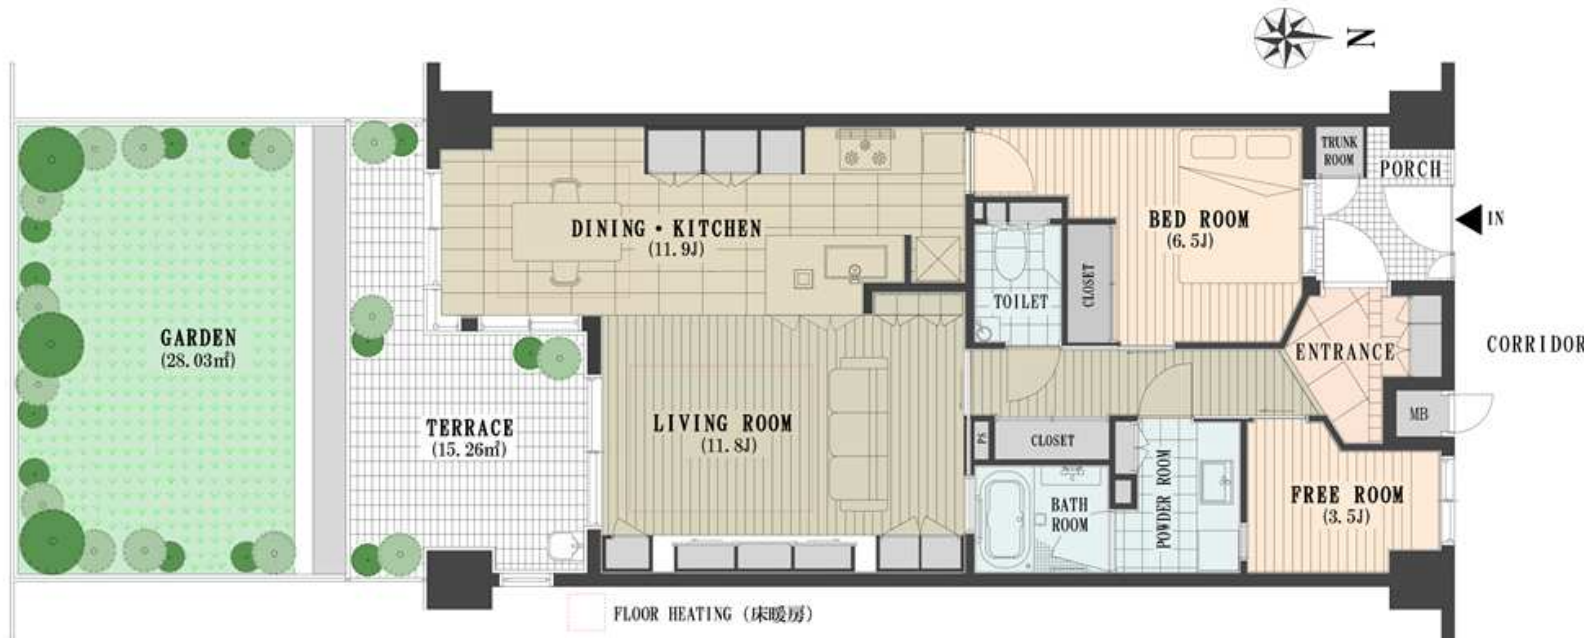 N
TRUNK
ROOM
PORCH
IN
BED ROOM
(6.5J)
DINING・KITCHEN
(11.9J)
CLOSET
TOILET
GARDEN
(28.03㎡)
ENTRANCE
CORRIDOR
TERRACE
(15.26㎡)
LIVING ROOM
(11.8J)
MB
PS
CLOSET
BATH
ROOM
POWDER ROOM
FREE ROOM
(3.5J)
FLOOR HEATING (床暖房)